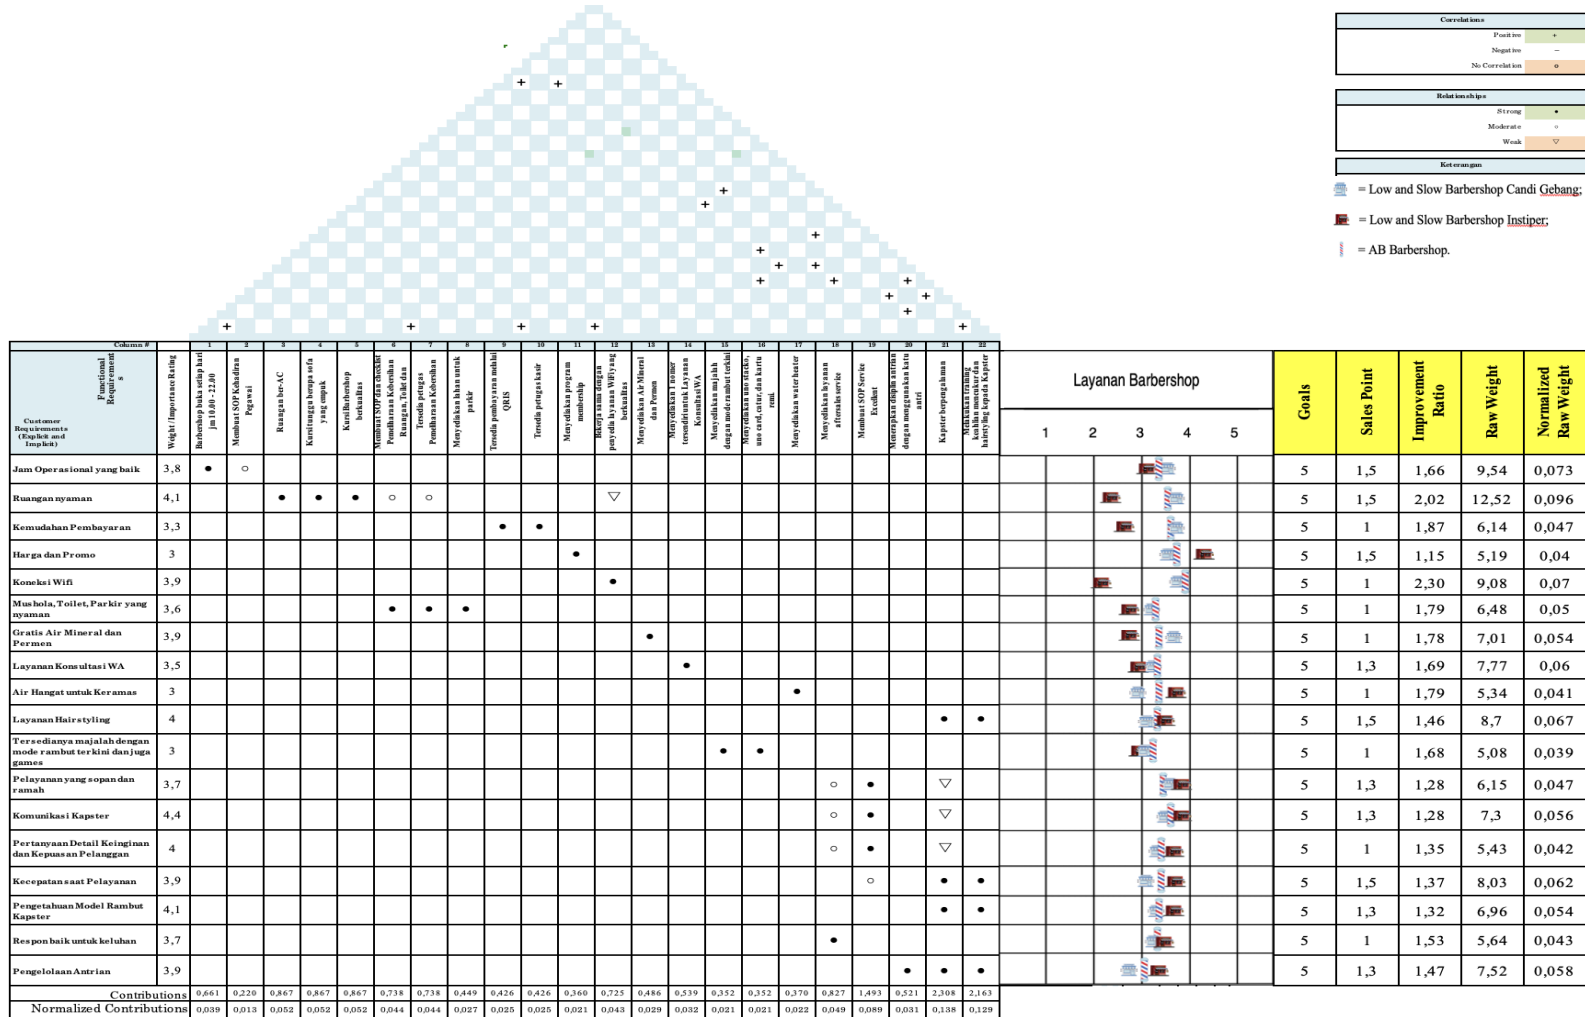 Correlations
Positive +
Negative −
No Correlation o
Relationships
Strong ●
Moderate ○
Weak ▽
Keterangan
= Low and Slow Barbershop Candi Gebang;
= Low and Slow Barbershop Instiper;
= AB Barbershop.
Column # 1 2 3 4 5 6 7 8 9 10 11 12 13 14 15 16 17 18 19 20 21 22
Functional
Requirement
s
Customer
Requirements
(Explicit and
Implicit)
Weight / Importance Rating
Barbershop buka setiap hari
jm 10.00 - 22.00
Membuat SOP Kehadiran
Pegawai
Ruangan ber-AC
Kursi tunggu berupa sofa
yang empuk
Kursi Barbershop
berkualitas
Membuat SOP dan checklist
Pemeliharaan Kebersihan
Ruangan, Toilet dan
Tersedia petugas
Pemeliharaan Kebersihan
Menyediakan lahan untuk
parkir
Tersedia pembayaran melalui
QRIS
Tersedia petugas kasir
Menyediakan program
membership
Bekerja sama dengan
penyedia layanan WiFi yang
berkualitas
Menyediakan Air Mineral
dan Permen
Menyediakan 1 nomer
tersendiri untuk Layanan
Konsultasi WA
Menyediakan majalah
dengan mode rambut terkini
Menyediakan uno stacko,
uno card, catur, dan kartu
remi
Menyediakan water heater
Menyediakan layanan
aftersales service
Membuat SOP Service
Excellent
Menerapkan disiplin antrian
dengan menggunakan kartu
antri
Kapster berpengalaman
Melakukan training
keahlian mencukur dan
hairstyling kepada Kapster
Layanan Barbershop
1 2 3 4 5
Goals
Sales Point
Improvement
Ratio
Raw Weight
Normalized
Raw Weight
Jam Operasional yang baik 3,8 ● ○ 5 1,5 1,66 9,54 0,073
Ruangan nyaman 4,1 ● ● ● ○ ○ ▽ 5 1,5 2,02 12,52 0,096
Kemudahan Pembayaran 3,3 ● ● 5 1 1,87 6,14 0,047
Harga dan Promo 3 ● 5 1,5 1,15 5,19 0,04
Koneksi Wifi 3,9 ● 5 1 2,30 9,08 0,07
Mushola, Toilet, Parkir yang
nyaman 3,6 ● ● ● 5 1 1,79 6,48 0,05
Gratis Air Mineral dan
Permen 3,9 ● 5 1 1,78 7,01 0,054
Layanan Konsultasi WA 3,5 ● 5 1,3 1,69 7,77 0,06
Air Hangat untuk Keramas 3 ● 5 1 1,79 5,34 0,041
Layanan Hairstyling 4 ● ● 5 1,5 1,46 8,7 0,067
Tersedianya majalah dengan
mode rambut terkini dan juga
games 3 ● ● 5 1 1,68 5,08 0,039
Pelayanan yang sopan dan
ramah 3,7 ○ ● ▽ 5 1,3 1,28 6,15 0,047
Komunikasi Kapster 4,4 ○ ● ▽ 5 1,3 1,28 7,3 0,056
Pertanyaan Detail Keinginan
dan Kepuasan Pelanggan 4 ○ ● ▽ 5 1 1,35 5,43 0,042
Kecepatan saat Pelayanan 3,9 ○ ● ● 5 1,5 1,37 8,03 0,062
Pengetahuan Model Rambut
Kapster 4,1 ● ● 5 1,3 1,32 6,96 0,054
Respon baik untuk keluhan 3,7 ● 5 1 1,53 5,64 0,043
Pengelolaan Antrian 3,9 ● ● ● 5 1,3 1,47 7,52 0,058
Contributions 0,661 0,220 0,867 0,867 0,867 0,738 0,738 0,449 0,426 0,426 0,360 0,725 0,486 0,539 0,352 0,352 0,370 0,827 1,493 0,521 2,308 2,163
Normalized Contributions 0,039 0,013 0,052 0,052 0,052 0,044 0,044 0,027 0,025 0,025 0,021 0,043 0,029 0,032 0,021 0,021 0,022 0,049 0,089 0,031 0,138 0,129